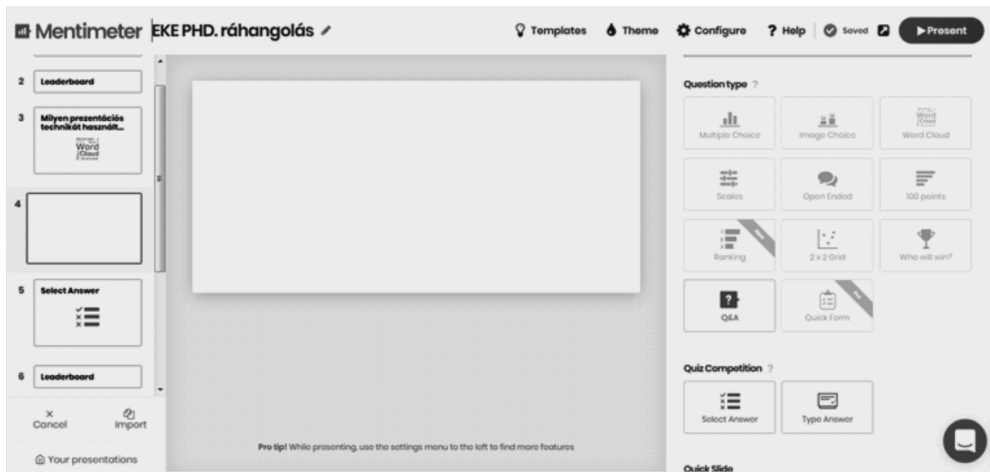 Mentimeter EKE PHD. ráhangolás
Templates Theme Configure ? Help Saved Present
2 Leaderboard
3 Milyen prezentációs
technikát használt...
Word
Cloud
4
5 Select Answer
6 Leaderboard
Cancel Import
Your presentations
Pro tip! While presenting, use the settings menu to the left to find more features
Question type ?
Multiple Choice Image Choice Word Cloud
Scales Open Ended 100 points
Ranking 2 x 2 Grid Who will win?
Q&A Quick Form
Quiz Competition ?
Select Answer Type Answer
Quick Slide